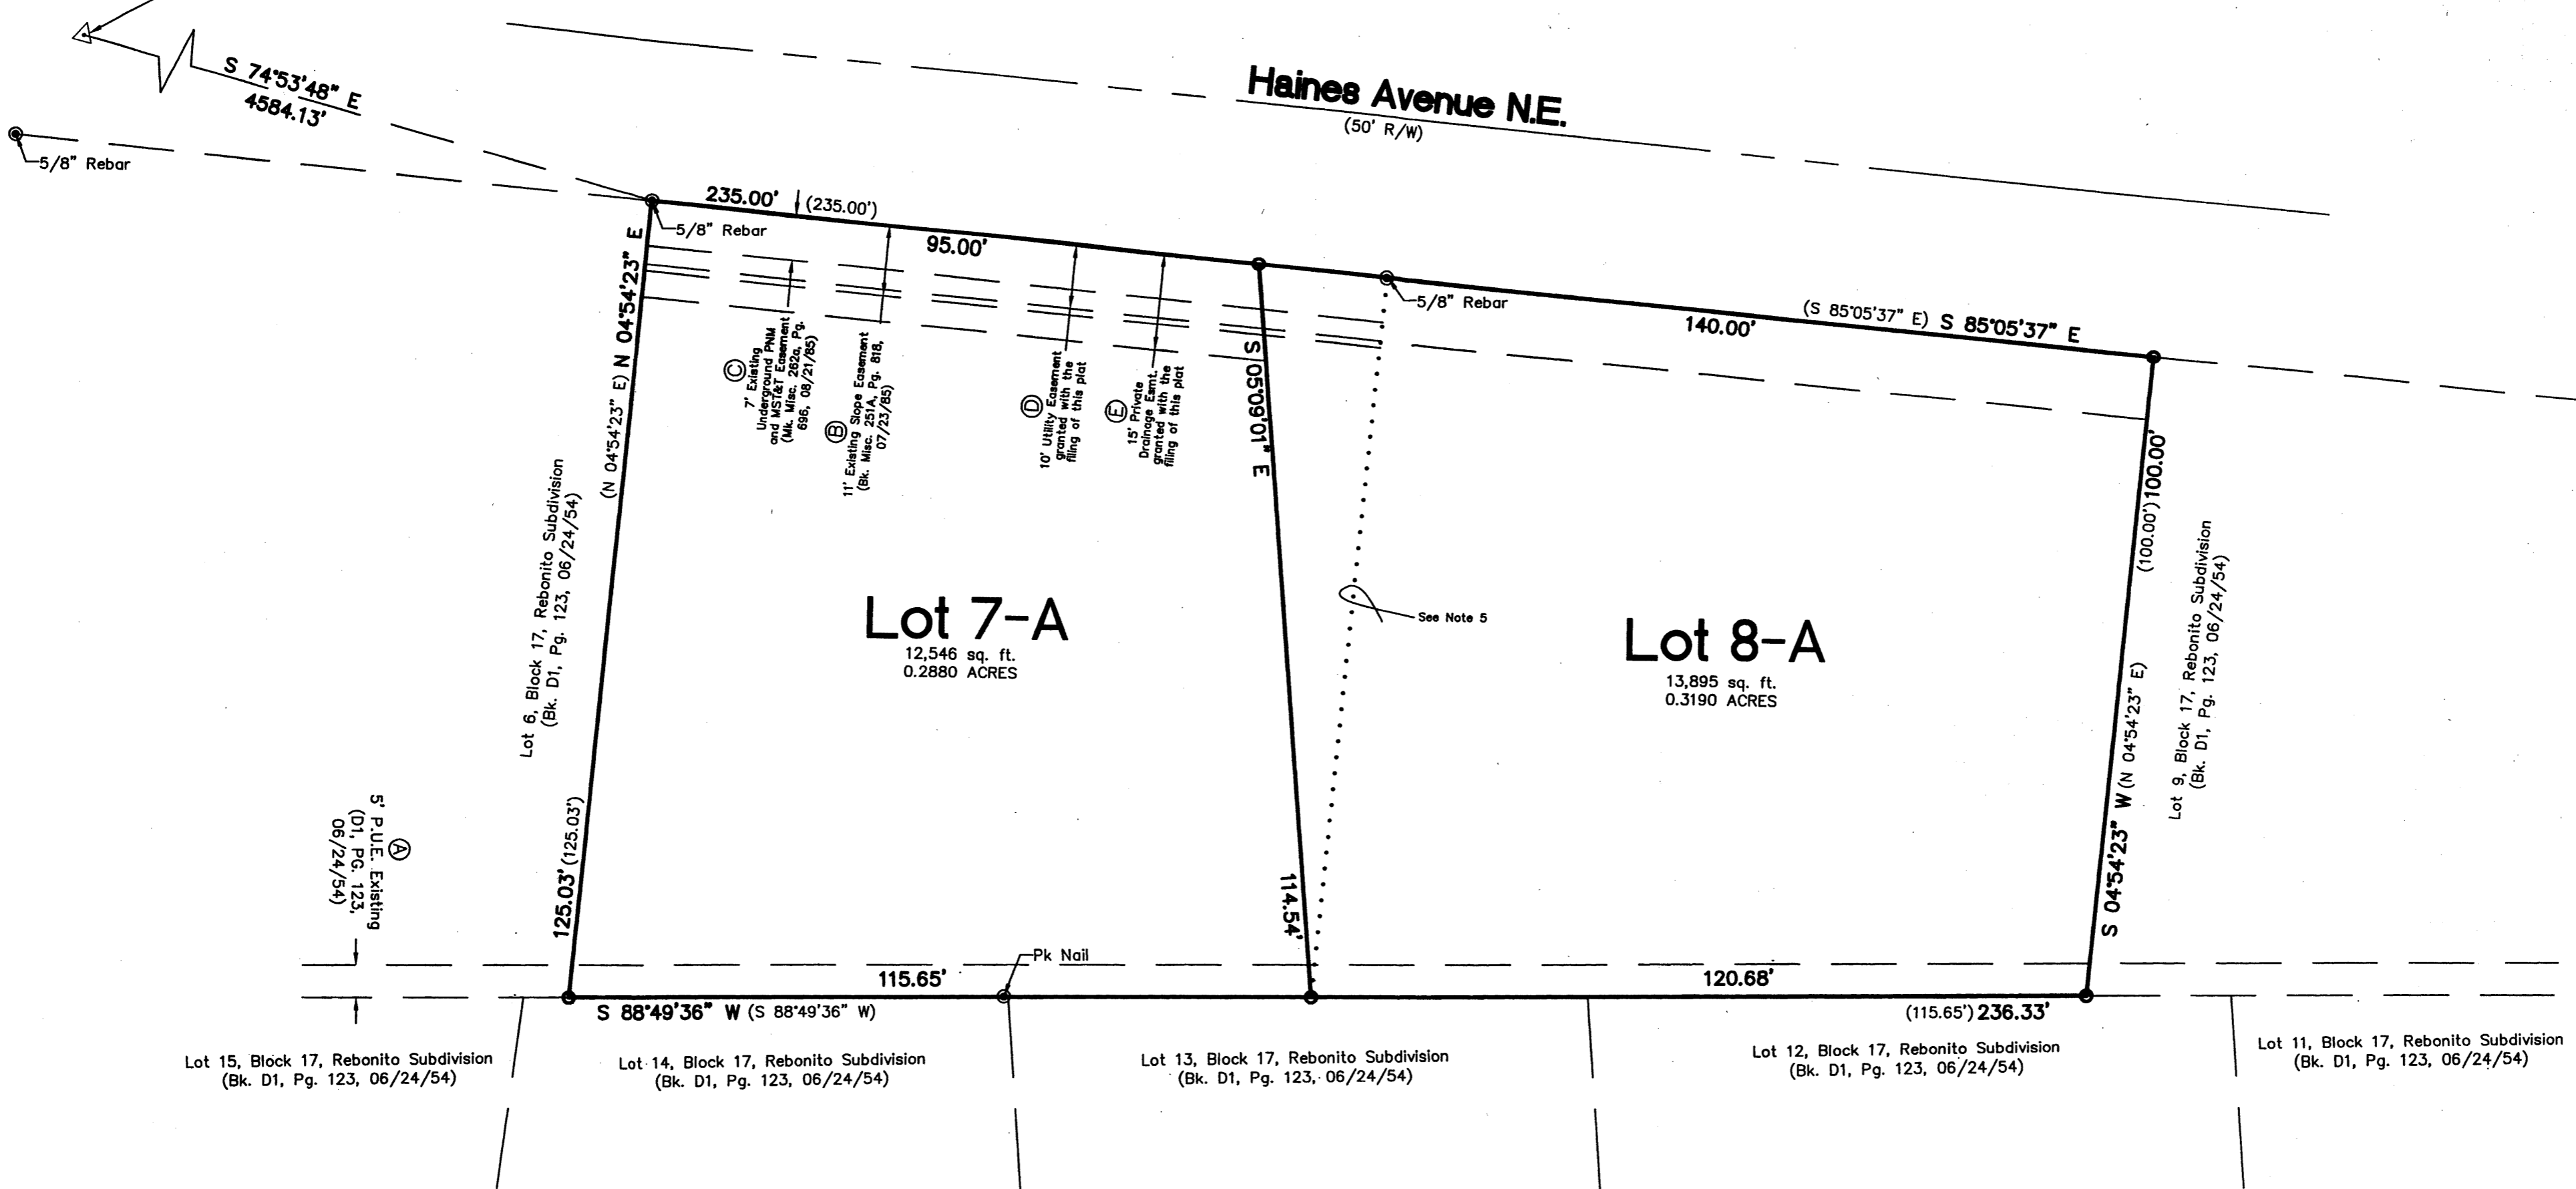 S 74°53'48" E
4584.13'
5/8" Rebar
Haines Avenue N.E.
(50' R/W)
235.00' (235.00')
5/8" Rebar
95.00'
5/8" Rebar
140.00'
(S 85°05'37" E) S 85°05'37" E
(N 04°54'23" E) N 04°54'23" E
125.03' (125.03')
Lot 6, Block 17, Rebonito Subdivision
(Bk. D1, Pg. 123, 06/24/54)
C
7' Existing
Underground PNM
and MST&T Easement
(Mk. Misc. 262a, Pg.
696, 08/21/85)
B
11' Existing Slope Easement
(Bk. Misc. 251A, Pg. 818,
07/23/85)
D
10' Utility Easement
granted with the
filing of this plat
E
15' Private
Drainage Esmt.
granted with the
filing of this plat
S 05°09'01" E
114.54'
Lot 7-A
12,546 sq. ft.
0.2880 ACRES
See Note 5
Lot 8-A
13,895 sq. ft.
0.3190 ACRES
(100.00') 100.00'
S 04°54'23" W (N 04°54'23" E)
Lot 9, Block 17, Rebonito Subdivision
(Bk. D1, Pg. 123, 06/24/54)
A
5' P.U.E. Existing
(D1, PG. 123,
06/24/54)
Pk Nail
115.65'
120.68'
S 88°49'36" W (S 88°49'36" W)
(115.65') 236.33'
Lot 15, Block 17, Rebonito Subdivision
(Bk. D1, Pg. 123, 06/24/54)
Lot 14, Block 17, Rebonito Subdivision
(Bk. D1, Pg. 123, 06/24/54)
Lot 13, Block 17, Rebonito Subdivision
(Bk. D1, Pg. 123, 06/24/54)
Lot 12, Block 17, Rebonito Subdivision
(Bk. D1, Pg. 123, 06/24/54)
Lot 11, Block 17, Rebonito Subdivision
(Bk. D1, Pg. 123, 06/24/54)